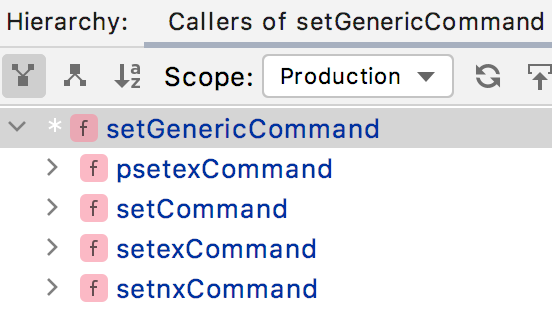 Hierarchy: Callers of setGenericCommand
Scope: Production
* f setGenericCommand
f psetexCommand
f setCommand
f setexCommand
f setnxCommand